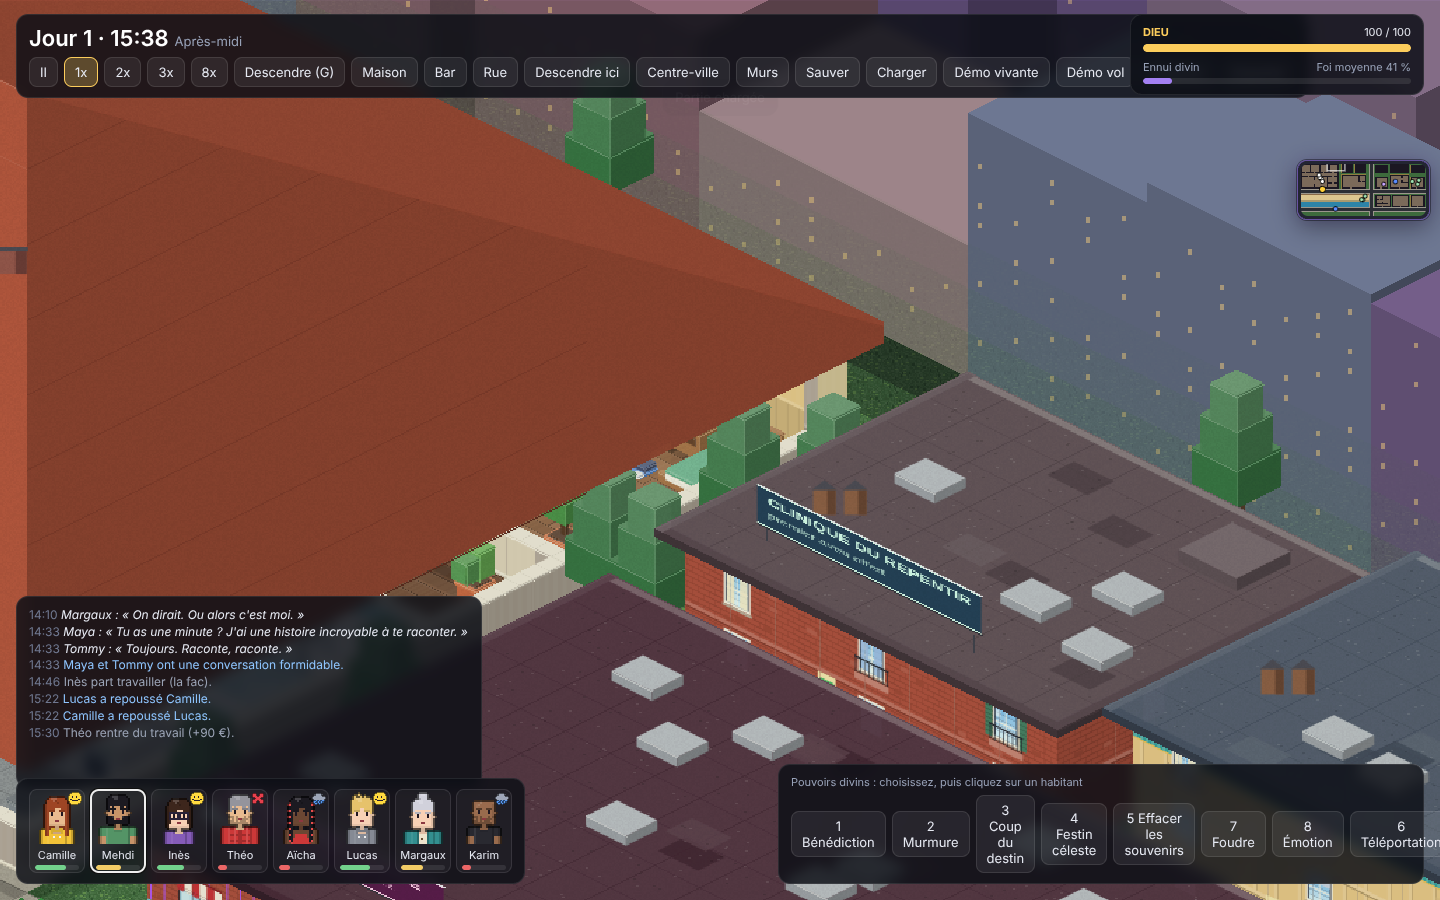 Jour 1 · 15:38 Après-midi
II 1x 2x 3x 8x Descendre (G) Maison Bar Rue Descendre ici Centre-ville Murs Sauver Charger Démo vivante Démo vol
DIEU 100 / 100
Ennui divin Foi moyenne 41 %
CLINIQUE DU REPENTIR
14:10 Margaux : « On dirait. Ou alors c'est moi. »
14:33 Maya : « Tu as une minute ? J'ai une histoire incroyable à te raconter. »
14:33 Tommy : « Toujours. Raconte, raconte. »
14:33 Maya et Tommy ont une conversation formidable.
14:46 Inès part travailler (la fac).
15:22 Lucas a repoussé Camille.
15:22 Camille a repoussé Lucas.
15:30 Théo rentre du travail (+90 €).
Camille Mehdi Inès Théo Aïcha Lucas Margaux Karim
Pouvoirs divins : choisissez, puis cliquez sur un habitant
1
Bénédiction
2
Murmure
3
Coup
du
destin
4
Festin
céleste
5 Effacer
les
souvenirs
7
Foudre
8
Émotion
6
Téléportation